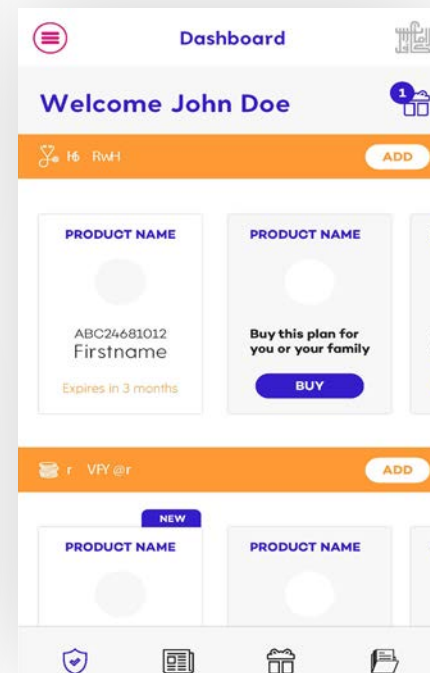 Dashboard
Welcome John Doe
1
ADD
PRODUCT NAME
PRODUCT NAME
ABC24681012
Firstname
Expires in 3 months
Buy this plan for
you or your family
BUY
ADD
NEW
PRODUCT NAME
PRODUCT NAME